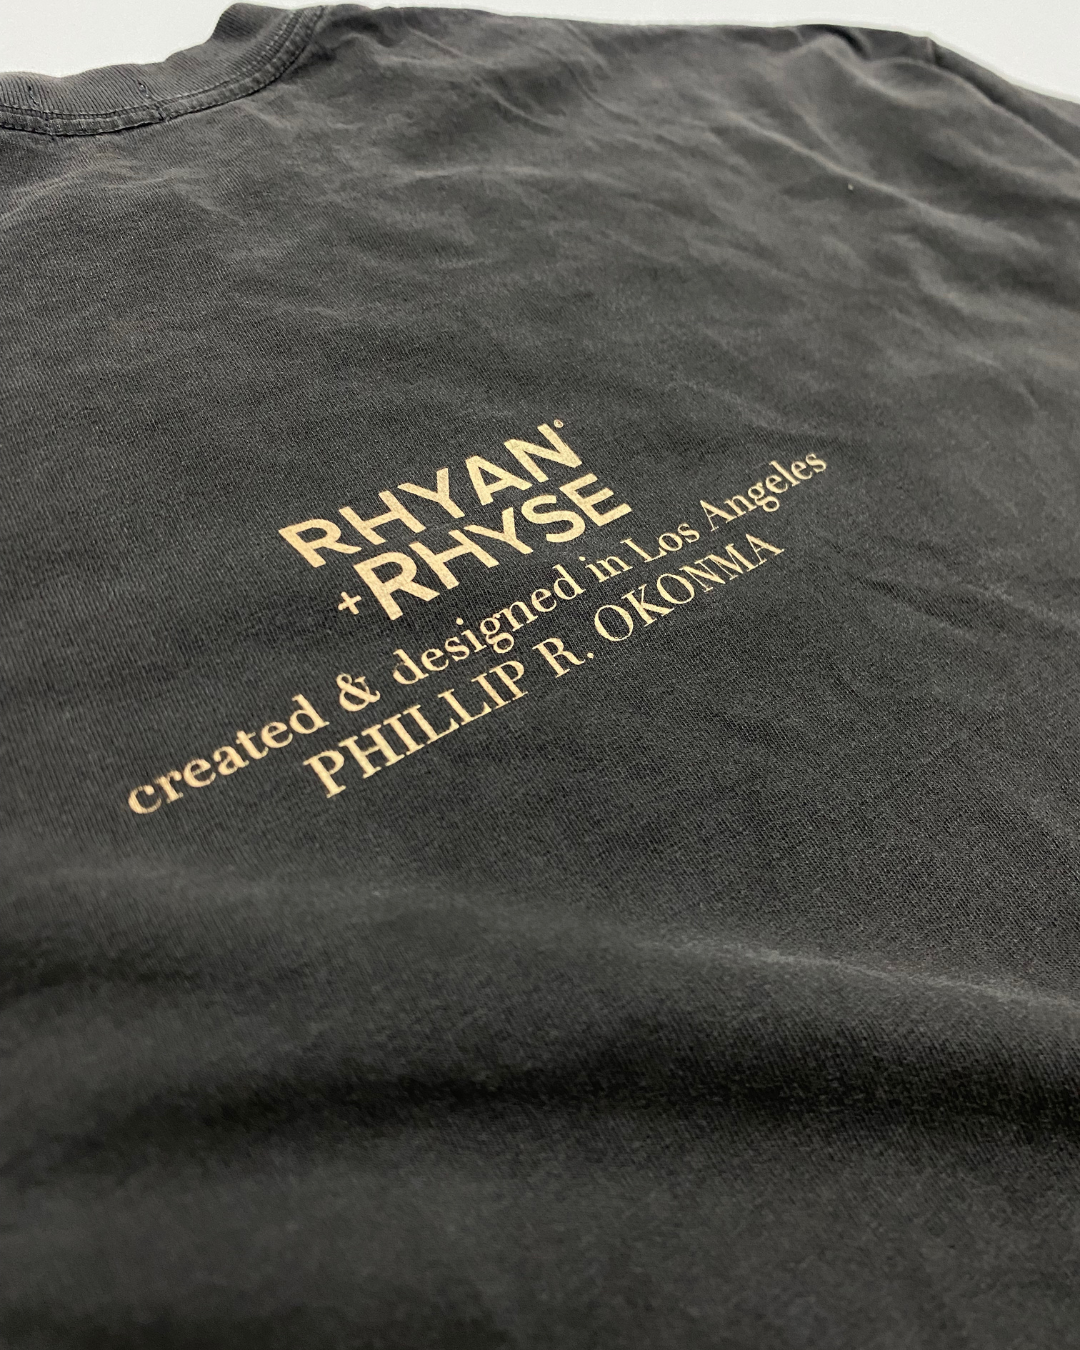 RHYAN
+RHYSE
created & designed in Los Angeles
PHILLIP R. OKONMA